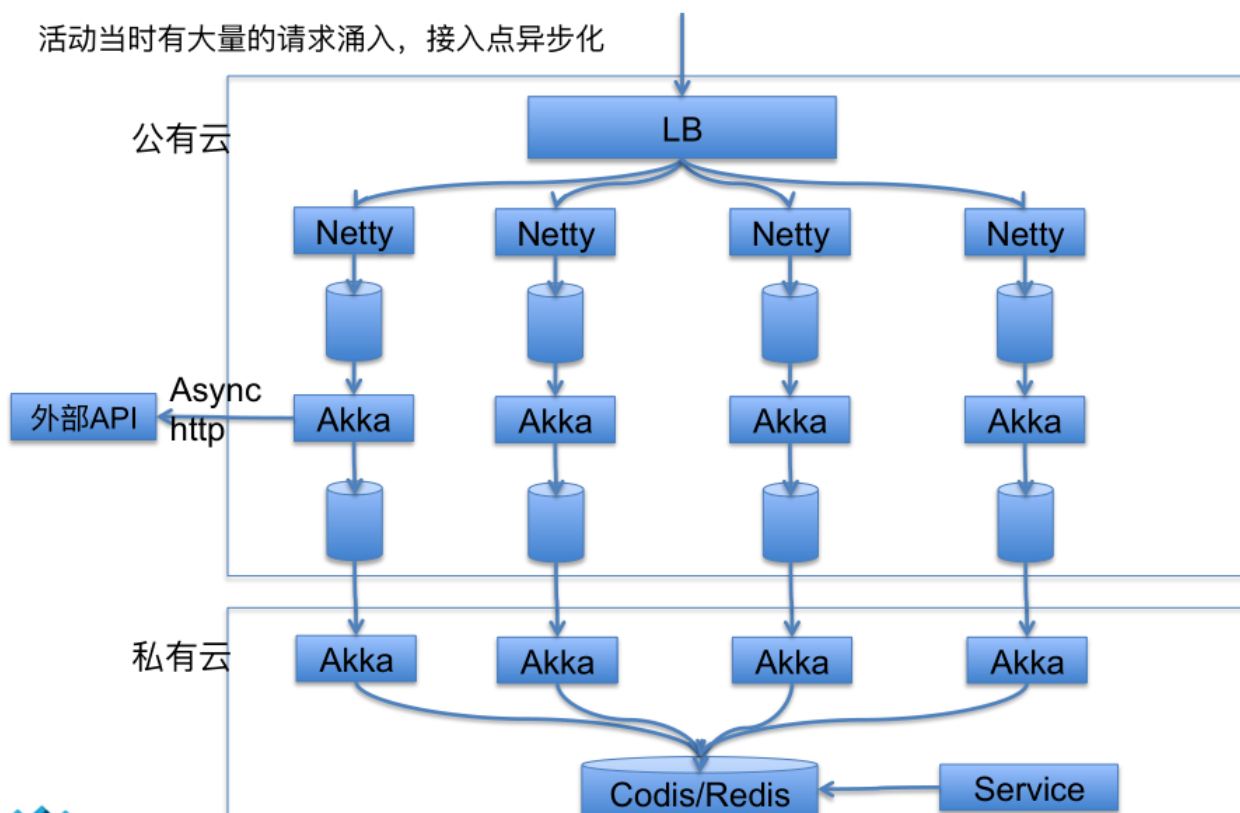 活动当时有大量的请求涌入，接入点异步化
公有云
LB
Netty
Netty
Netty
Netty
Async
http
外部API
Akka
Akka
Akka
Akka
私有云
Akka
Akka
Akka
Akka
Codis/Redis
Service